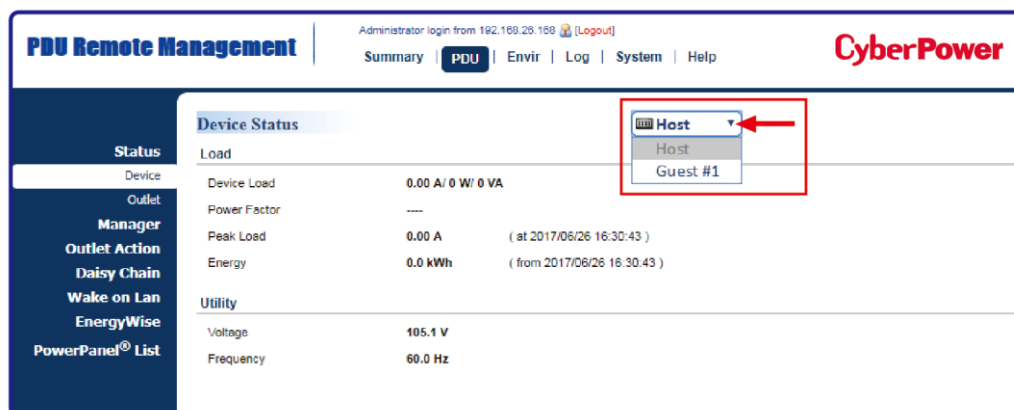 PDU Remote Management
Administrator login from 192.168.26.168 [Logout]
Summary | PDU | Envir | Log | System | Help
CyberPower
Device Status
Host
Host
Guest #1
Status
Device
Outlet
Manager
Outlet Action
Daisy Chain
Wake on Lan
EnergyWise
PowerPanel® List
Load
Device Load 0.00 A/ 0 W/ 0 VA
Power Factor ----
Peak Load 0.00 A ( at 2017/06/26 16:30:43 )
Energy 0.0 kWh ( from 2017/06/26 16:30:43 )
Utility
Voltage 105.1 V
Frequency 60.0 Hz